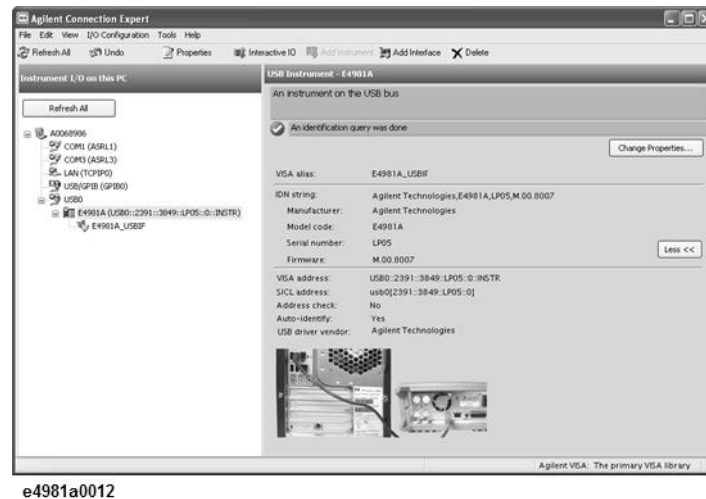 Agilent Connection Expert
File Edit View I/O Configuration Tools Help
Refresh All Undo Properties Interactive IO Add Instrument Add Interface Delete
Instrument I/O on this PC
Refresh All
A0068986
COM1 (ASRL1)
COM3 (ASRL3)
LAN (TCPIP0)
USB/GPIB (GPIB0)
USB0
E4981A (USB0::2391::3849::LP05::0::INSTR)
E4981A_USBIF
USB Instrument - E4981A
An instrument on the USB bus
An identification query was done
Change Properties...
VISA alias: E4981A_USBIF
IDN string: Agilent Technologies,E4981A,LP05,M.00.8007
Manufacturer: Agilent Technologies
Model code: E4981A
Serial number: LP05
Firmware: M.00.8007
Less <<
VISA address: USB0::2391::3849::LP05::0::INSTR
SICL address: usb0[2391::3849::LP05::0]
Address check: No
Auto-identify: Yes
USB driver vendor: Agilent Technologies
Agilent VISA: The primary VISA library
e4981a0012